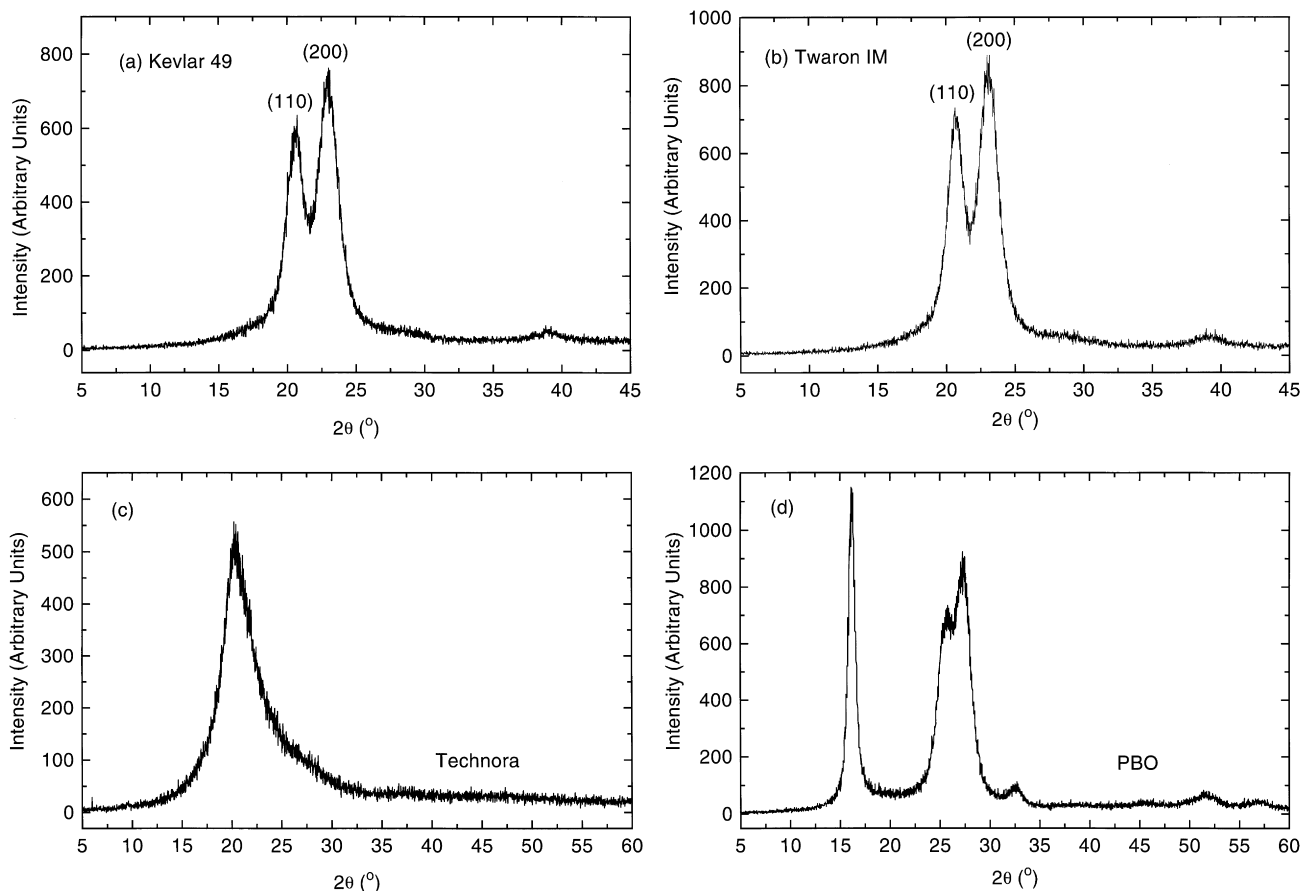 (a) Kevlar 49
(110)
(200)
800
600
400
200
0
Intensity (Arbitrary Units)
5 10 15 20 25 30 35 40 45
2θ (°)
(b) Twaron IM
(110)
(200)
1000
800
600
400
200
0
Intensity (Arbitrary Units)
5 10 15 20 25 30 35 40 45
2θ (°)
(c)
Technora
600
500
400
300
200
100
0
Intensity (Arbitrary Units)
5 10 15 20 25 30 35 40 45 50 55 60
2θ (°)
(d)
PBO
1200
1000
800
600
400
200
0
Intensity (Arbitrary Units)
5 10 15 20 25 30 35 40 45 50 55 60
2θ (°)